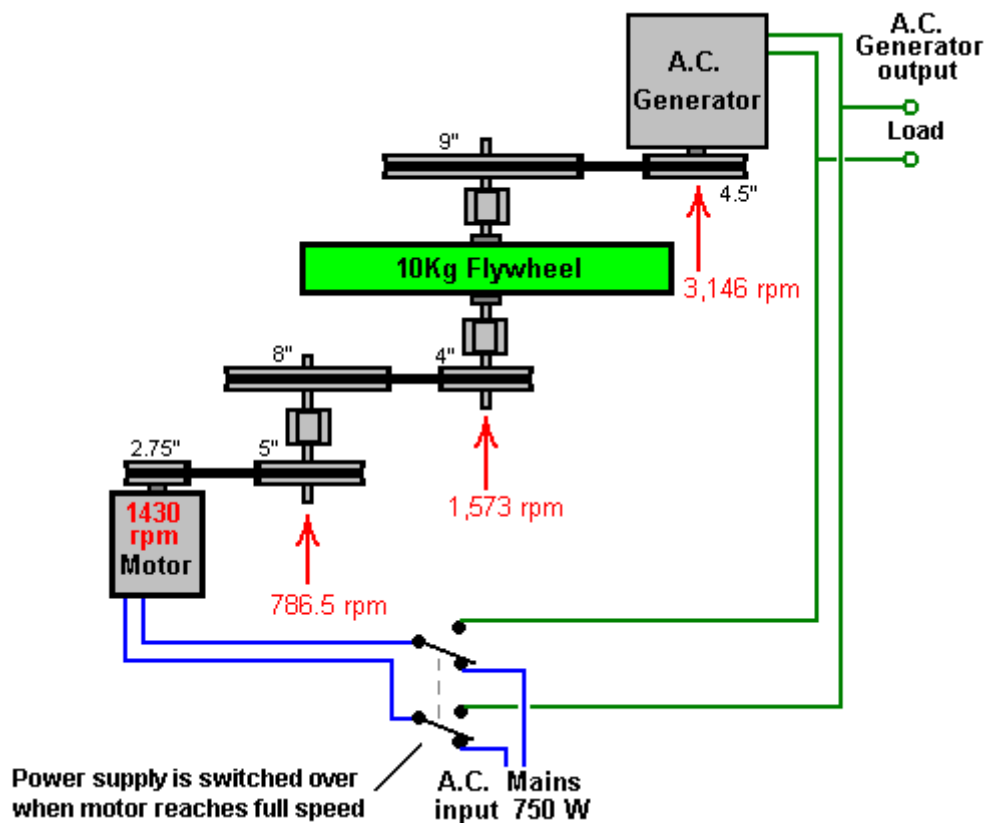 A.C.
Generator
output
A.C.
Generator
Load
9"
4.5"
10Kg Flywheel
3,146 rpm
8"
4"
2.75"
5"
1,573 rpm
1430
rpm
Motor
786.5 rpm
Power supply is switched over
when motor reaches full speed
A.C. Mains
input 750 W